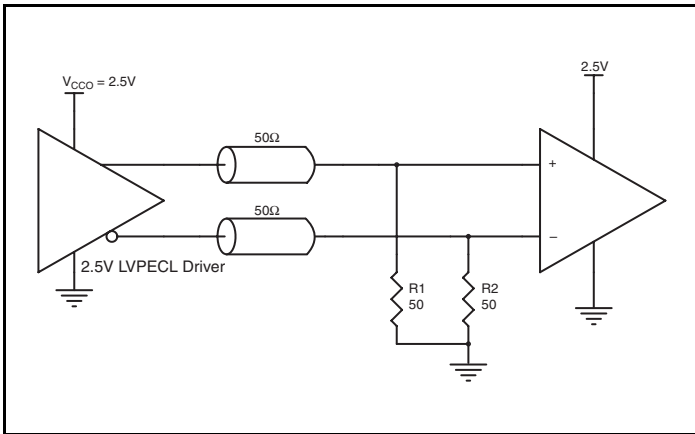 V_CCO = 2.5V
2.5V
50Ω
+
50Ω
−
2.5V LVPECL Driver
R1
50
R2
50